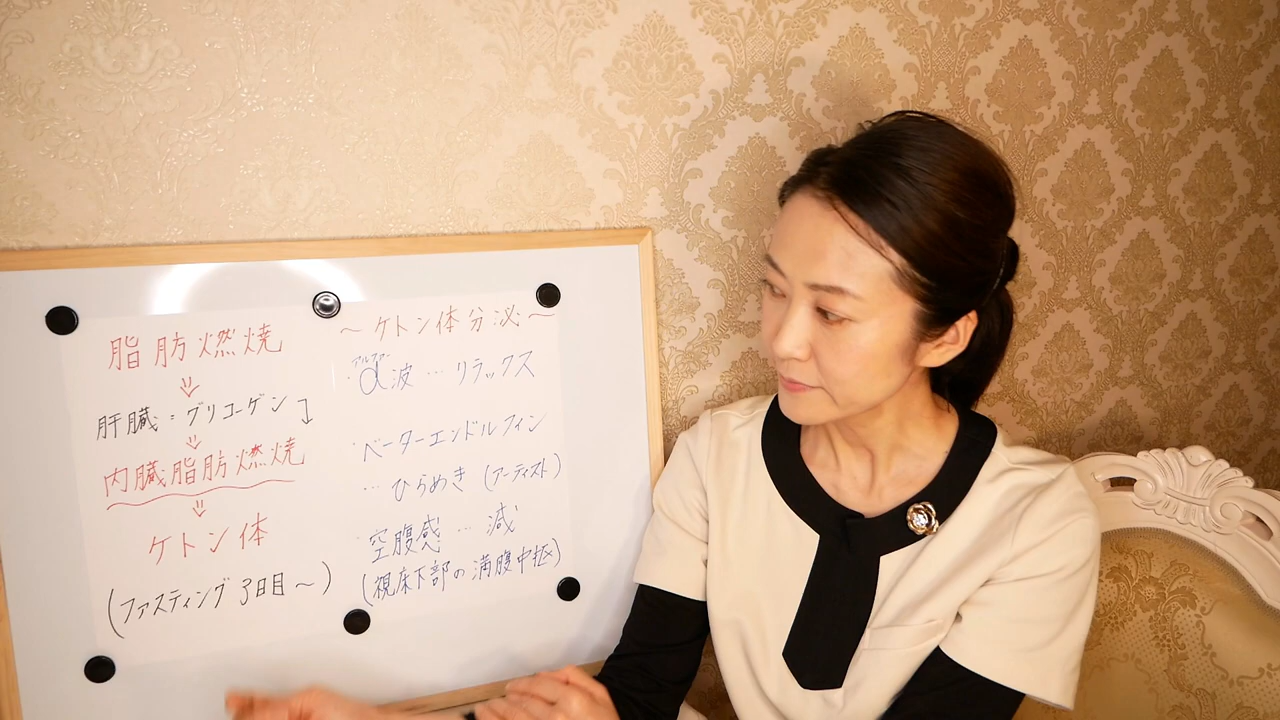 脂肪燃焼
⇓
肝臓:グリコーゲン
⇓
内臓脂肪燃焼
⇓
ケトン体
(ファスティング3日目~)
~ケトン体分泌~
アルファー
・α波…リラックス
・ベーターエンドルフィン
…ひらめき(アーティスト)
・空腹感…減
(視床下部の満腹中枢)